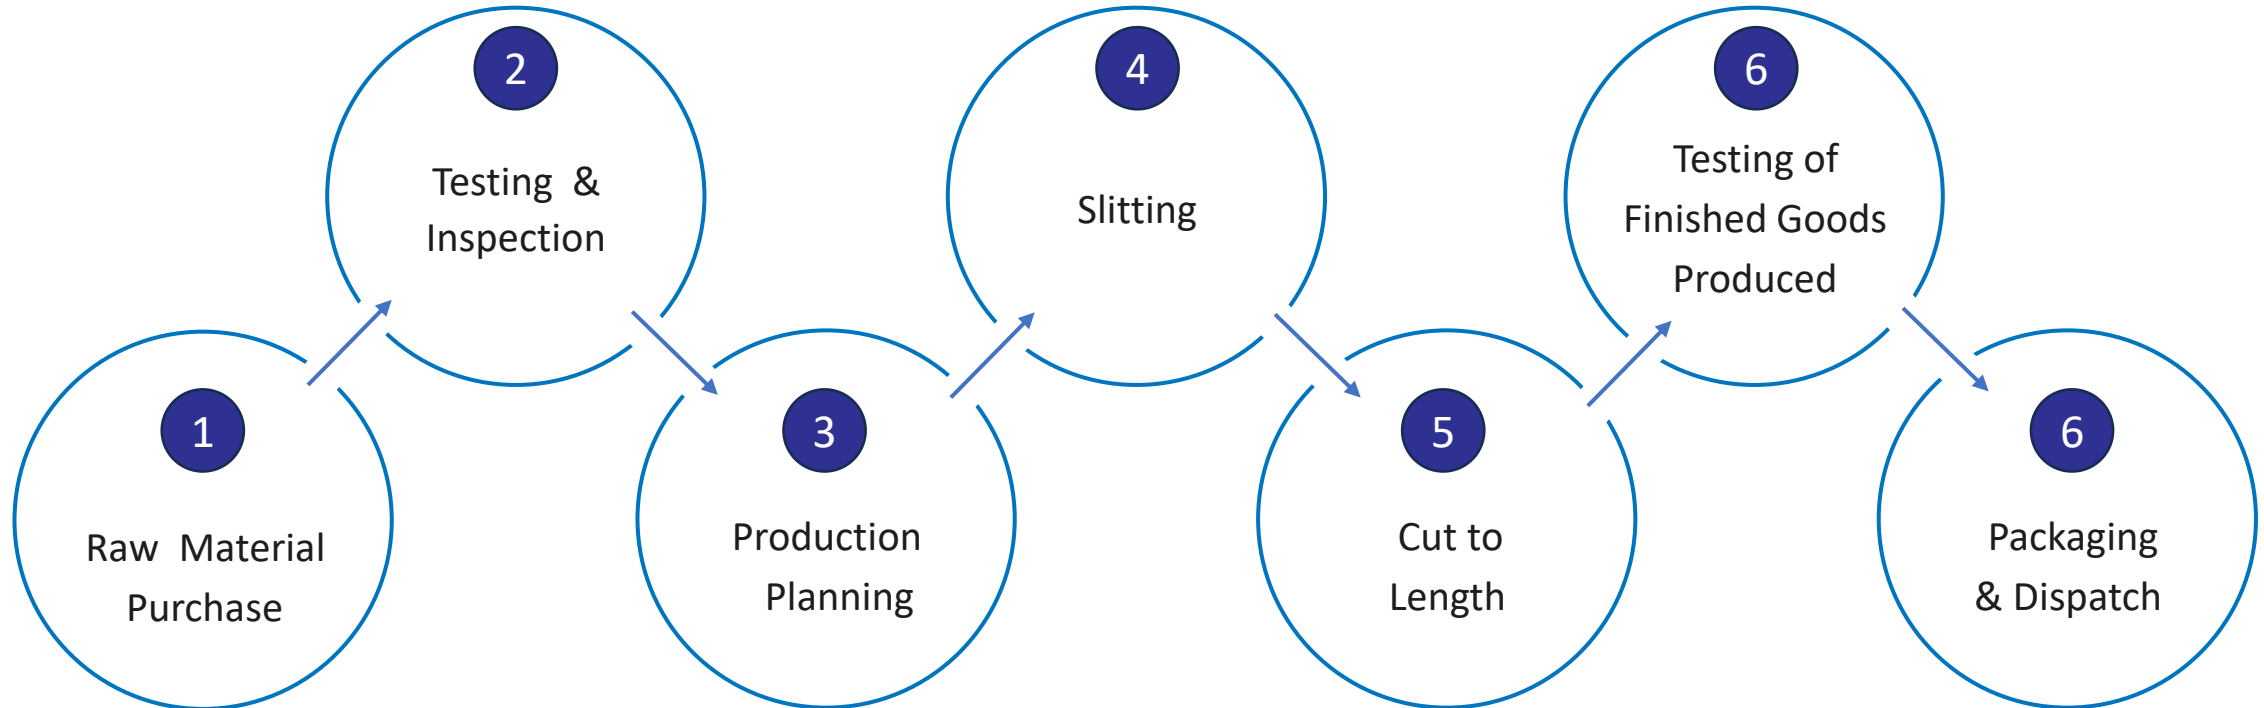 1
Raw Material
Purchase
2
Testing &
Inspection
3
Production
Planning
4
Slitting
5
Cut to
Length
6
Testing of
Finished Goods
Produced
6
Packaging
& Dispatch